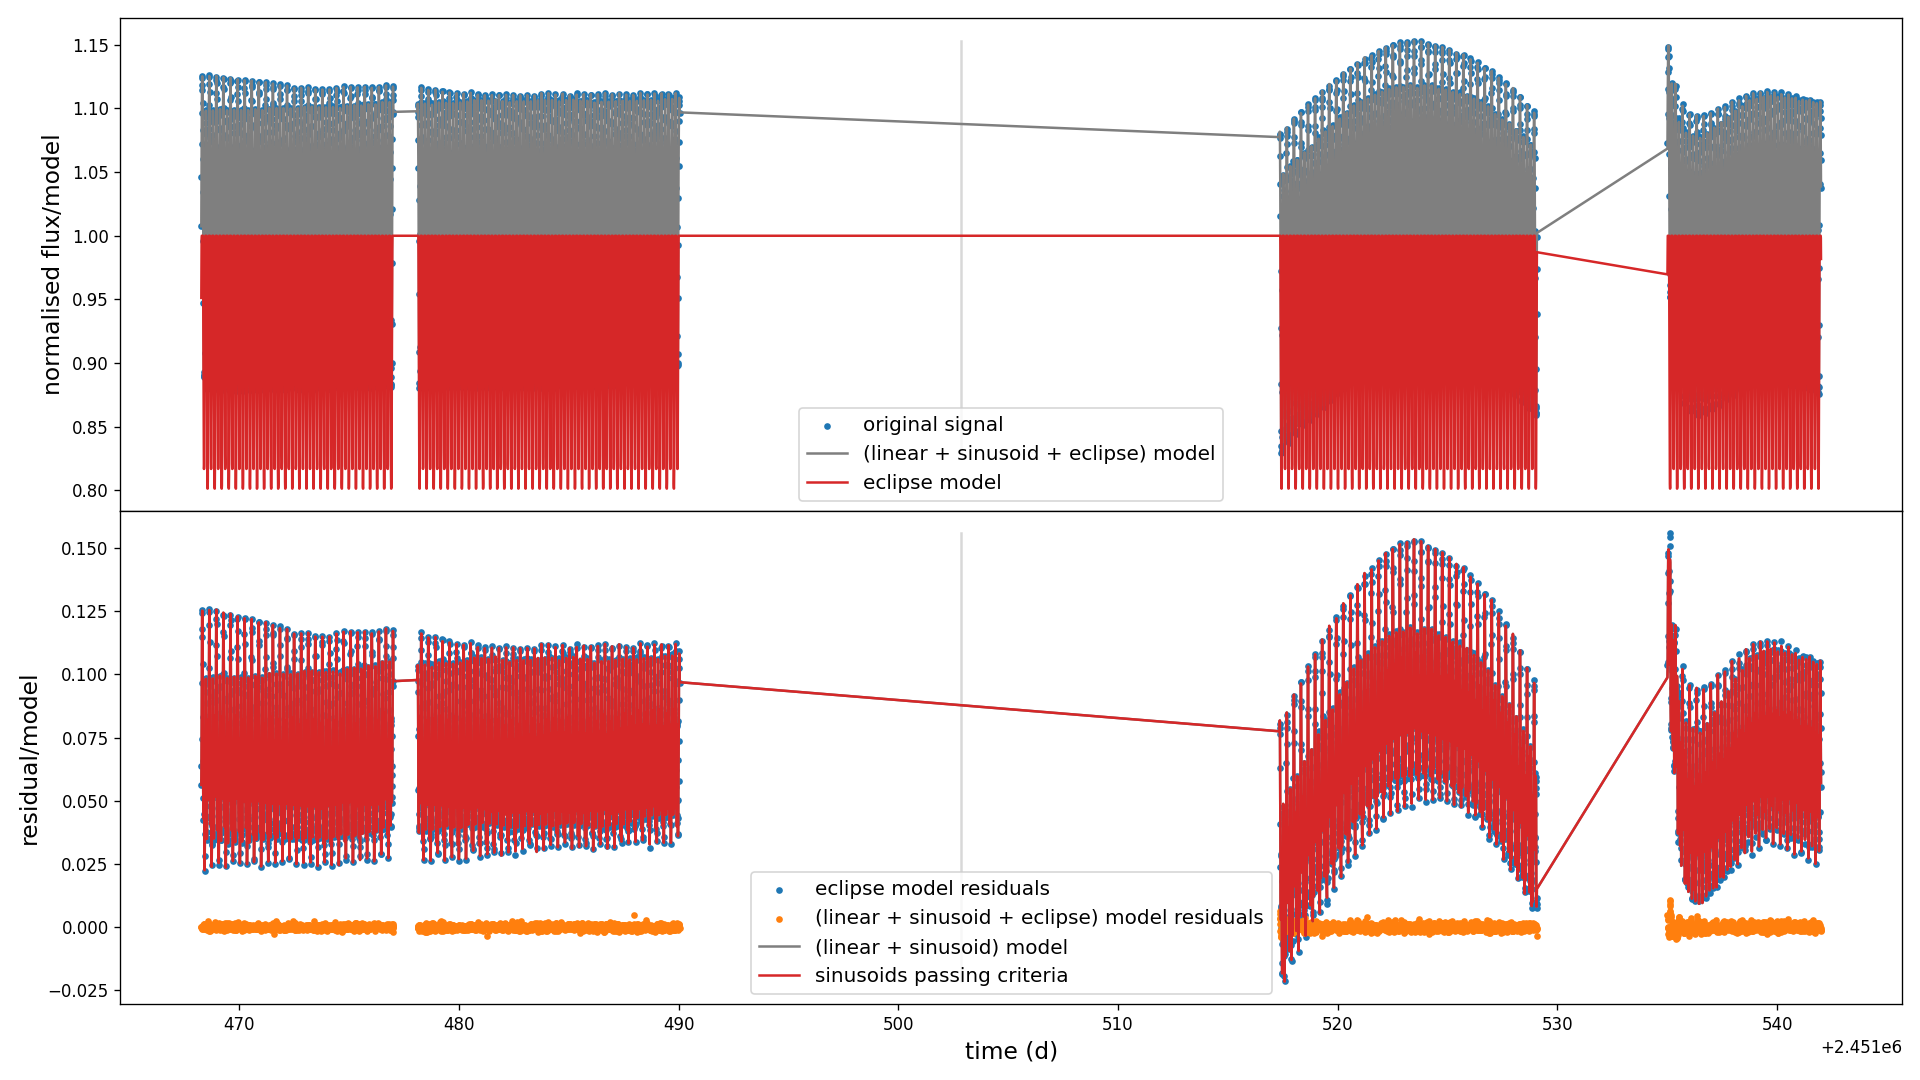 normalised flux/model
1.15
1.10
1.05
1.00
0.95
0.90
0.85
0.80
original signal
(linear + sinusoid + eclipse) model
eclipse model
residual/model
0.150
0.125
0.100
0.075
0.050
0.025
0.000
−0.025
eclipse model residuals
(linear + sinusoid + eclipse) model residuals
(linear + sinusoid) model
sinusoids passing criteria
470 480 490 500 510 520 530 540
time (d)
+2.451e6